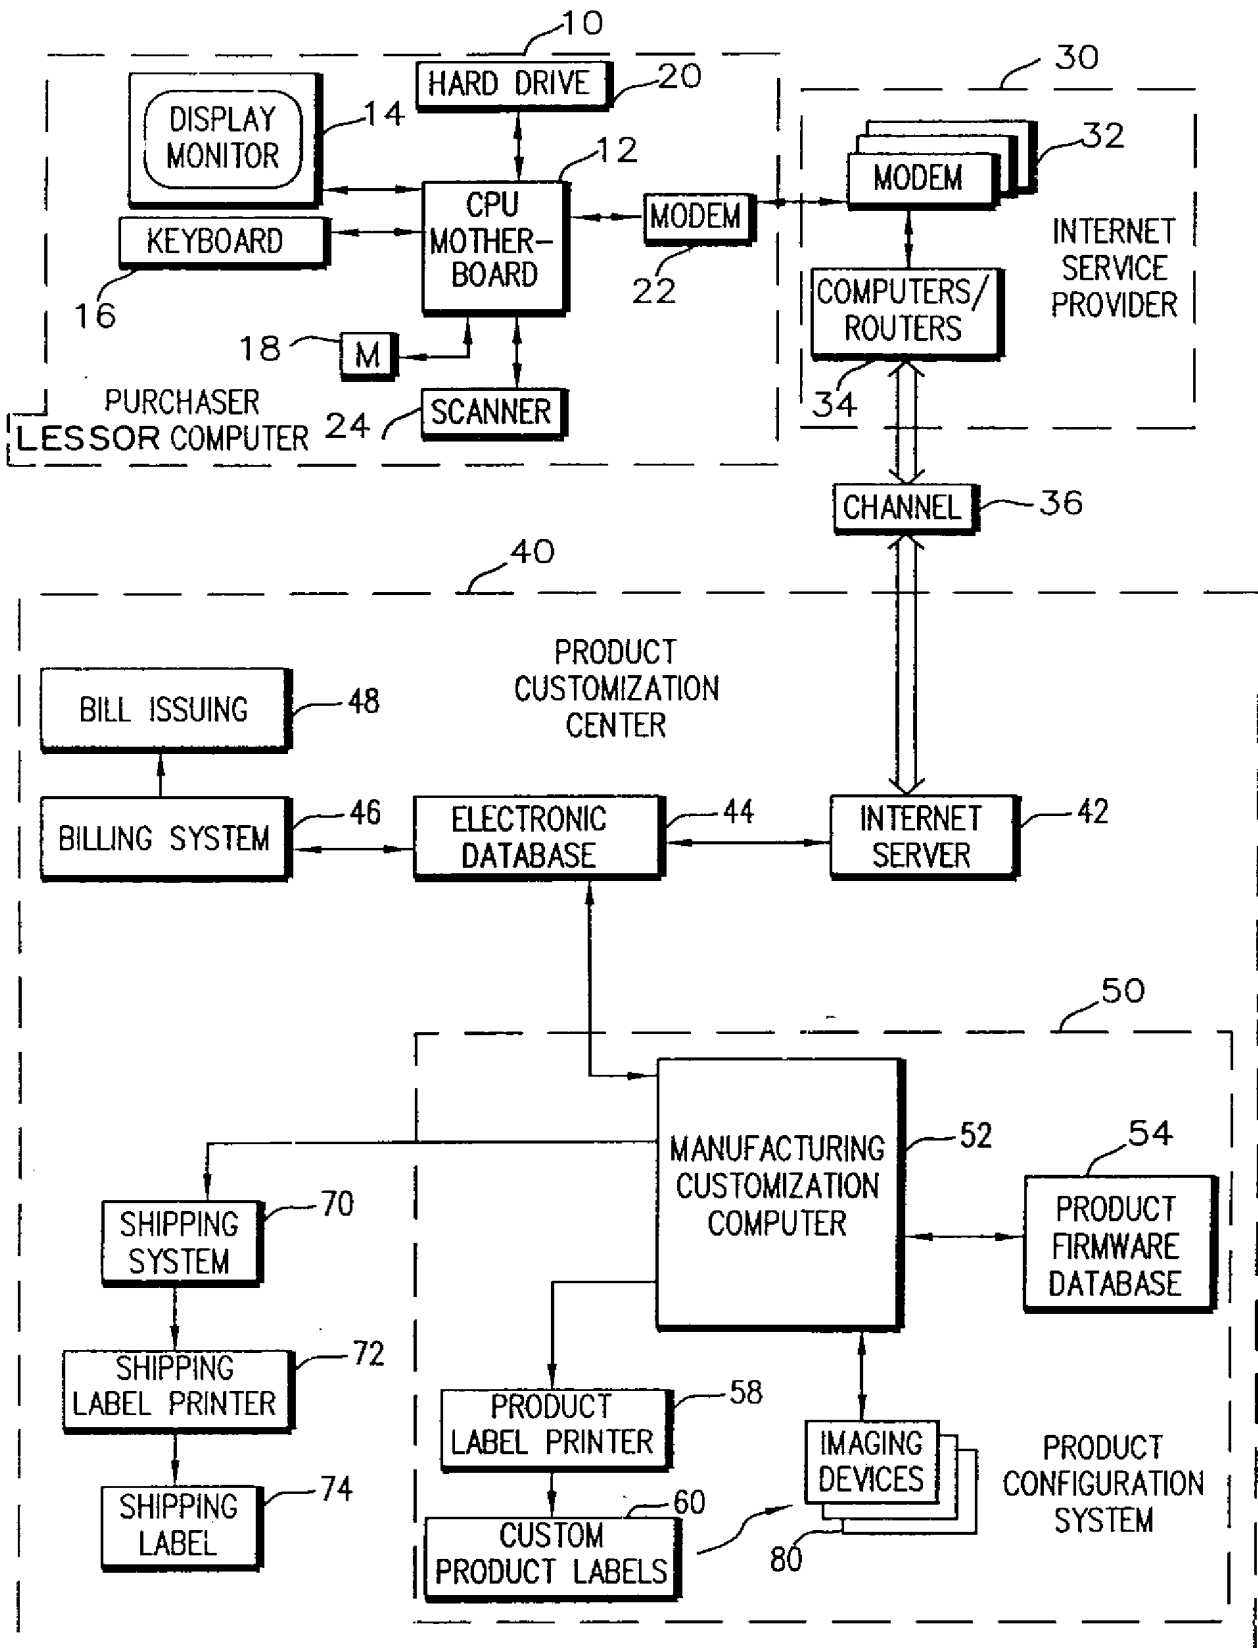 10
HARD DRIVE
20
DISPLAY
MONITOR
14
12
CPU
MOTHER-
BOARD
KEYBOARD
16
MODEM
22
18
M
24
SCANNER
PURCHASER
LESSOR COMPUTER
30
32
MODEM
INTERNET
SERVICE
PROVIDER
COMPUTERS/
ROUTERS
34
CHANNEL
36
40
PRODUCT
CUSTOMIZATION
CENTER
BILL ISSUING
48
BILLING SYSTEM
46
ELECTRONIC
DATABASE
44
INTERNET
SERVER
42
50
MANUFACTURING
CUSTOMIZATION
COMPUTER
52
54
PRODUCT
FIRMWARE
DATABASE
SHIPPING
SYSTEM
70
SHIPPING
LABEL PRINTER
72
SHIPPING
LABEL
74
PRODUCT
LABEL PRINTER
58
60
CUSTOM
PRODUCT LABELS
IMAGING
DEVICES
80
PRODUCT
CONFIGURATION
SYSTEM